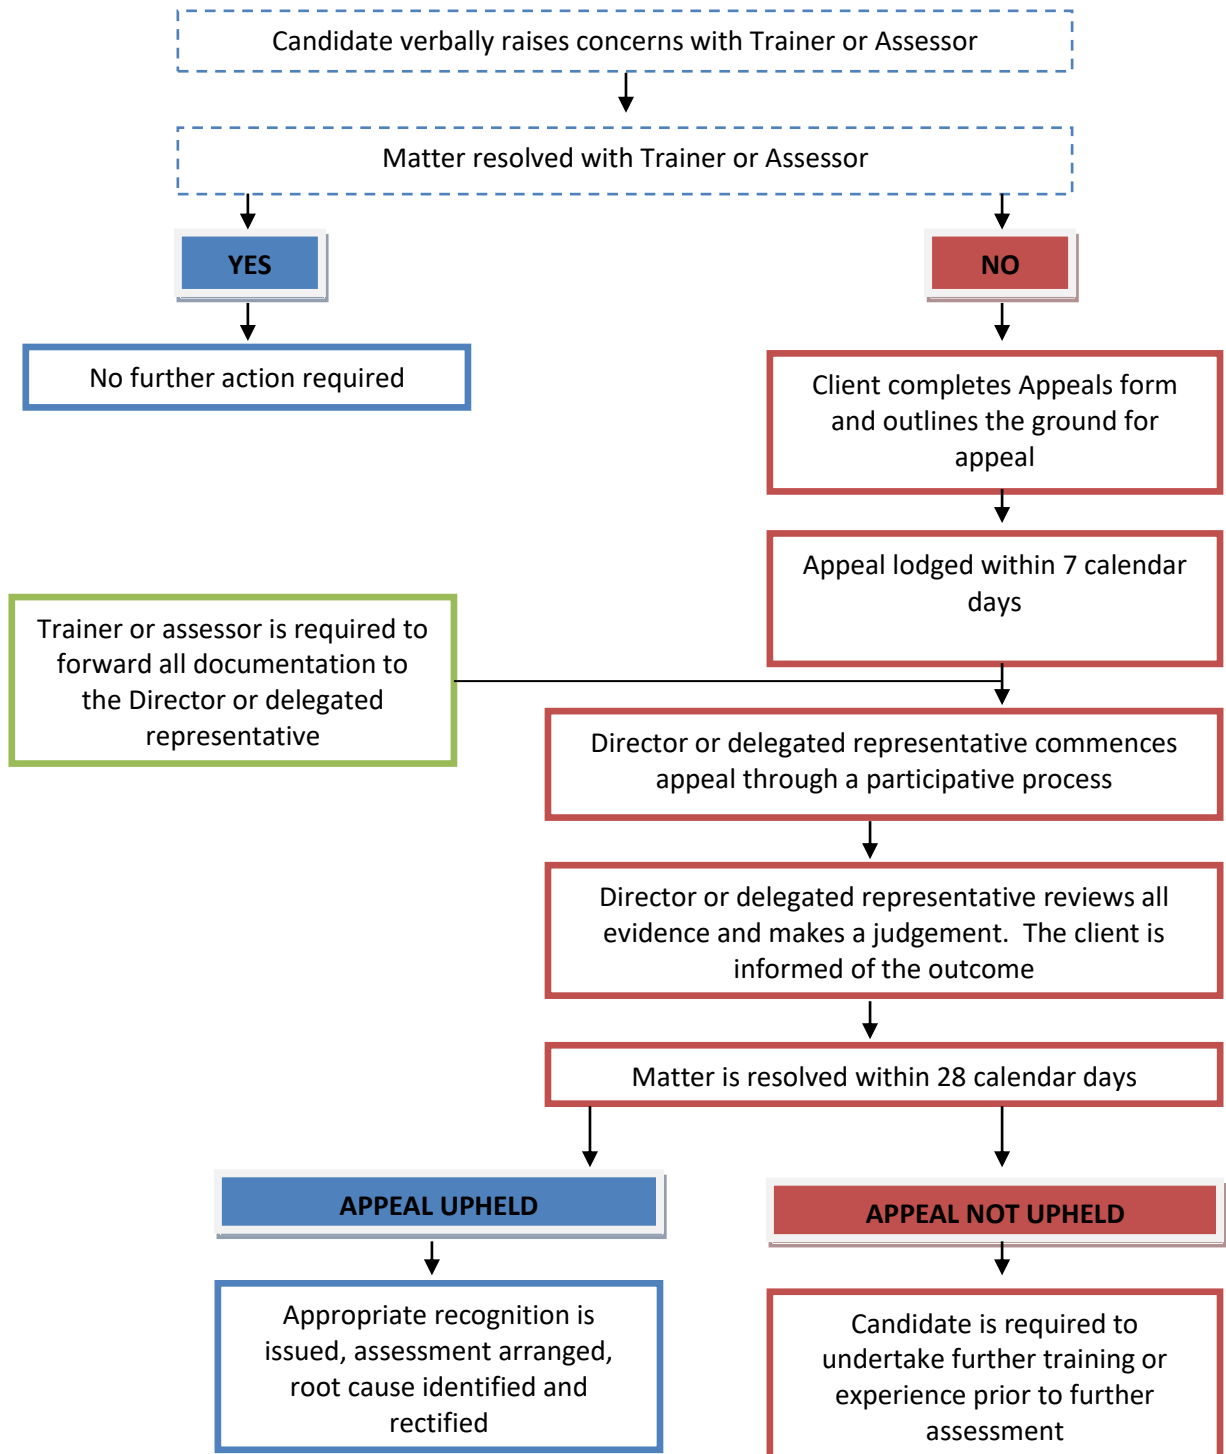 Candidate verbally raises concerns with Trainer or Assessor
Matter resolved with Trainer or Assessor
YES
NO
No further action required
Client completes Appeals form
and outlines the ground for
appeal
Appeal lodged within 7 calendar
days
Trainer or assessor is required to
forward all documentation to
the Director or delegated
representative
Director or delegated representative commences
appeal through a participative process
Director or delegated representative reviews all
evidence and makes a judgement.  The client is
informed of the outcome
Matter is resolved within 28 calendar days
APPEAL UPHELD
APPEAL NOT UPHELD
Appropriate recognition is
issued, assessment arranged,
root cause identified and
rectified
Candidate is required to
undertake further training or
experience prior to further
assessment